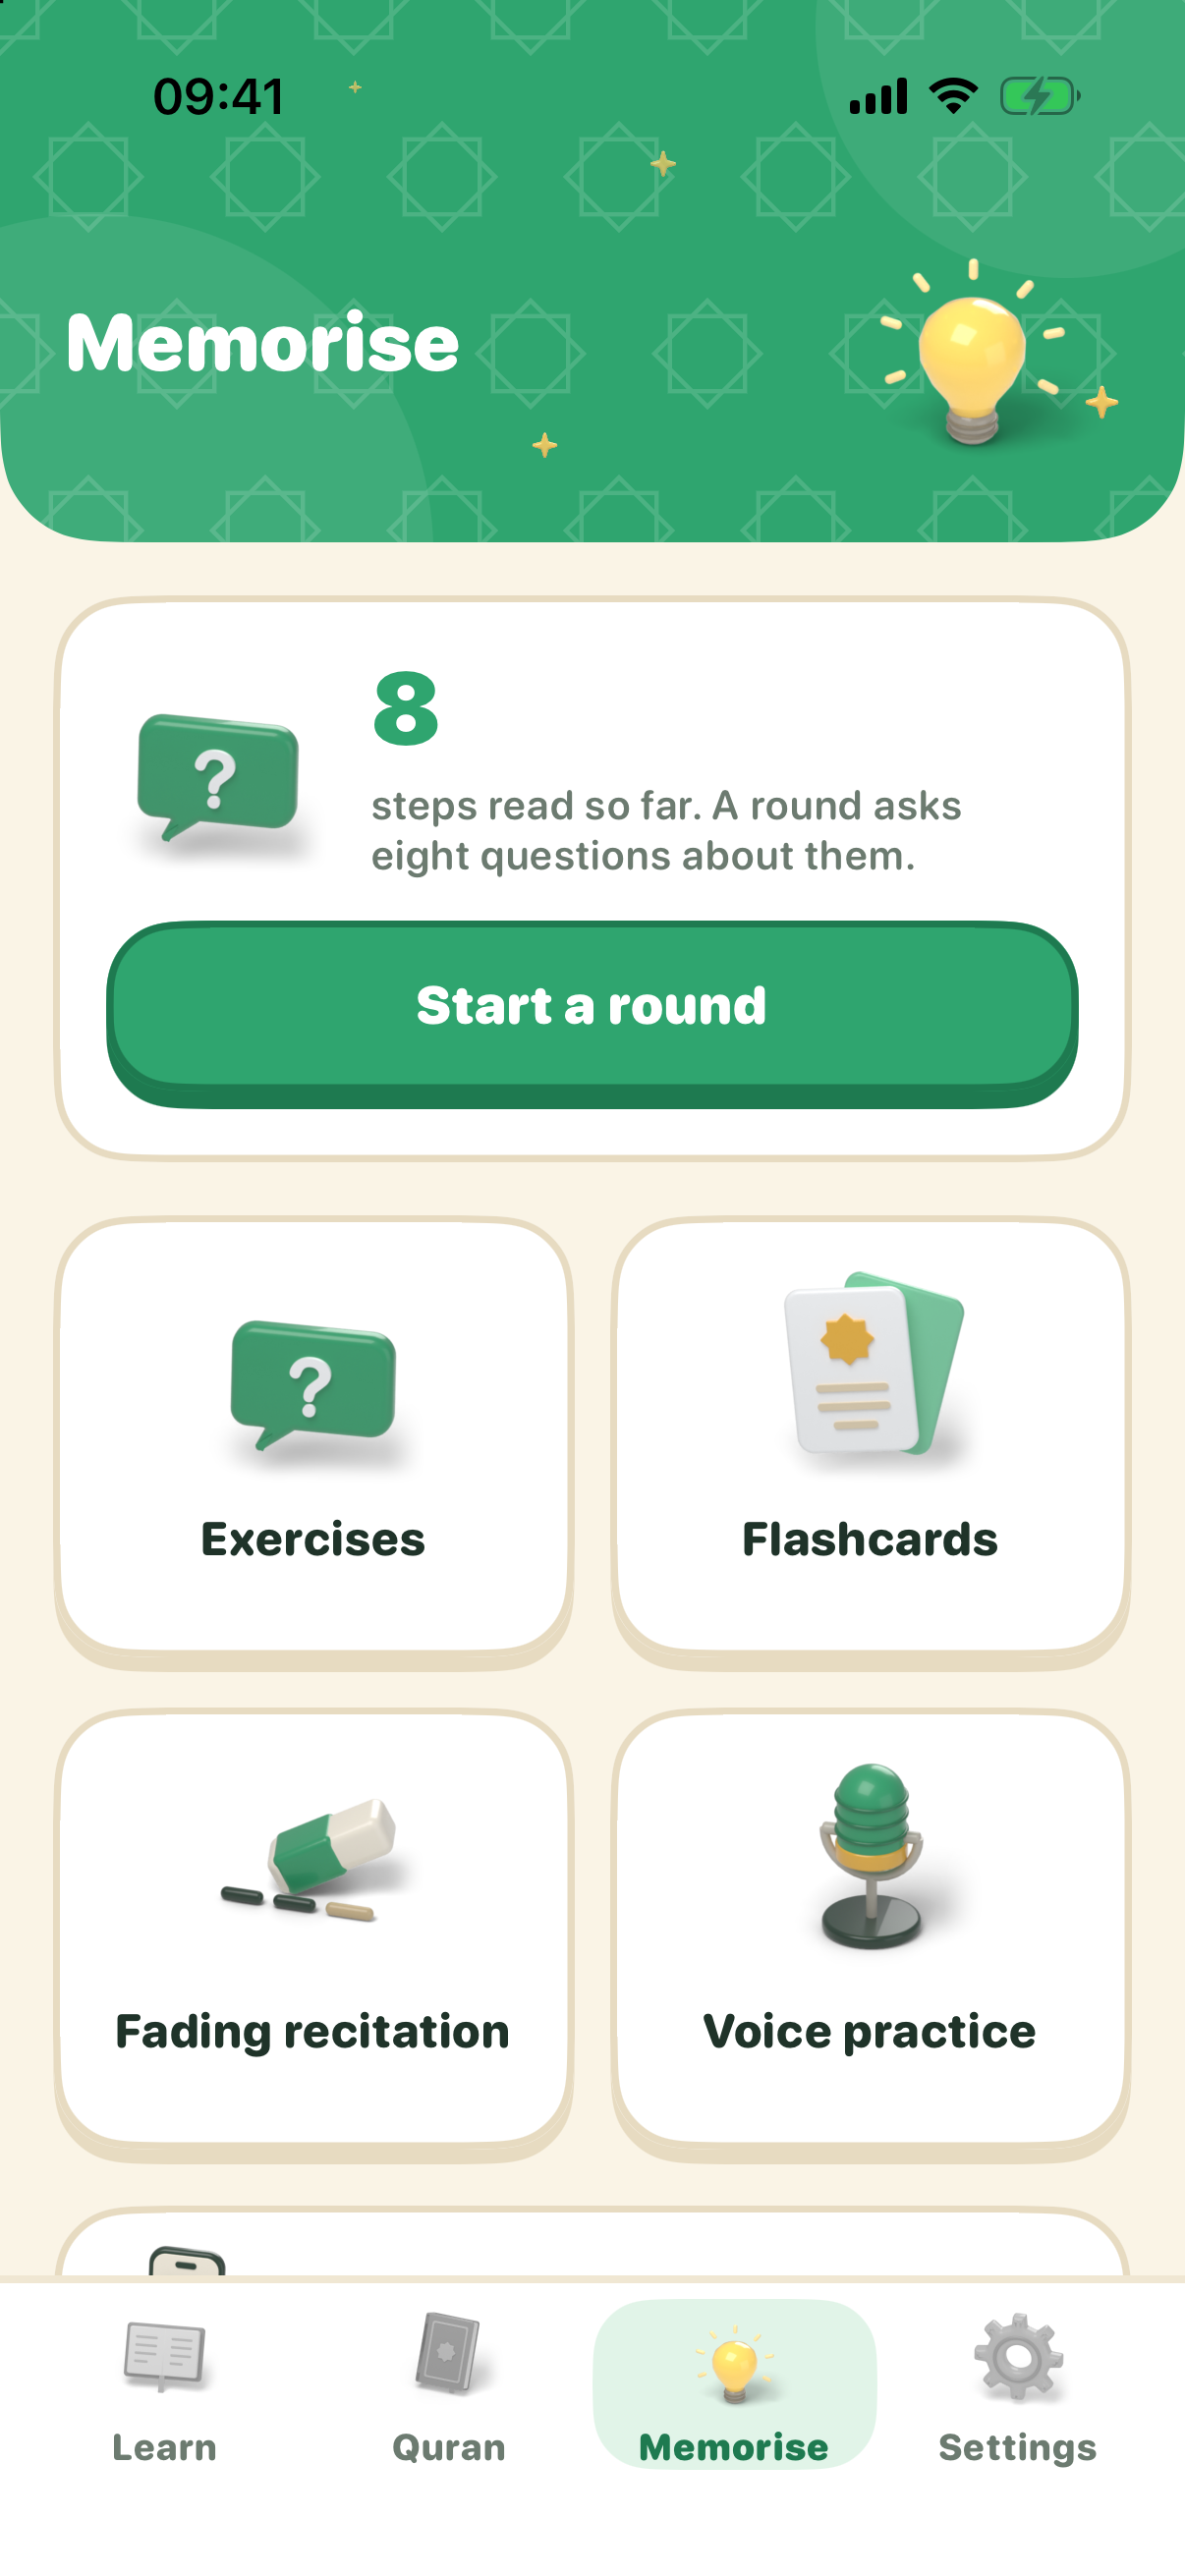 09:41
Memorise
?
8
steps read so far. A round asks
eight questions about them.
Start a round
?
Exercises
Flashcards
Fading recitation
Voice practice
Learn
Quran
Memorise
Settings